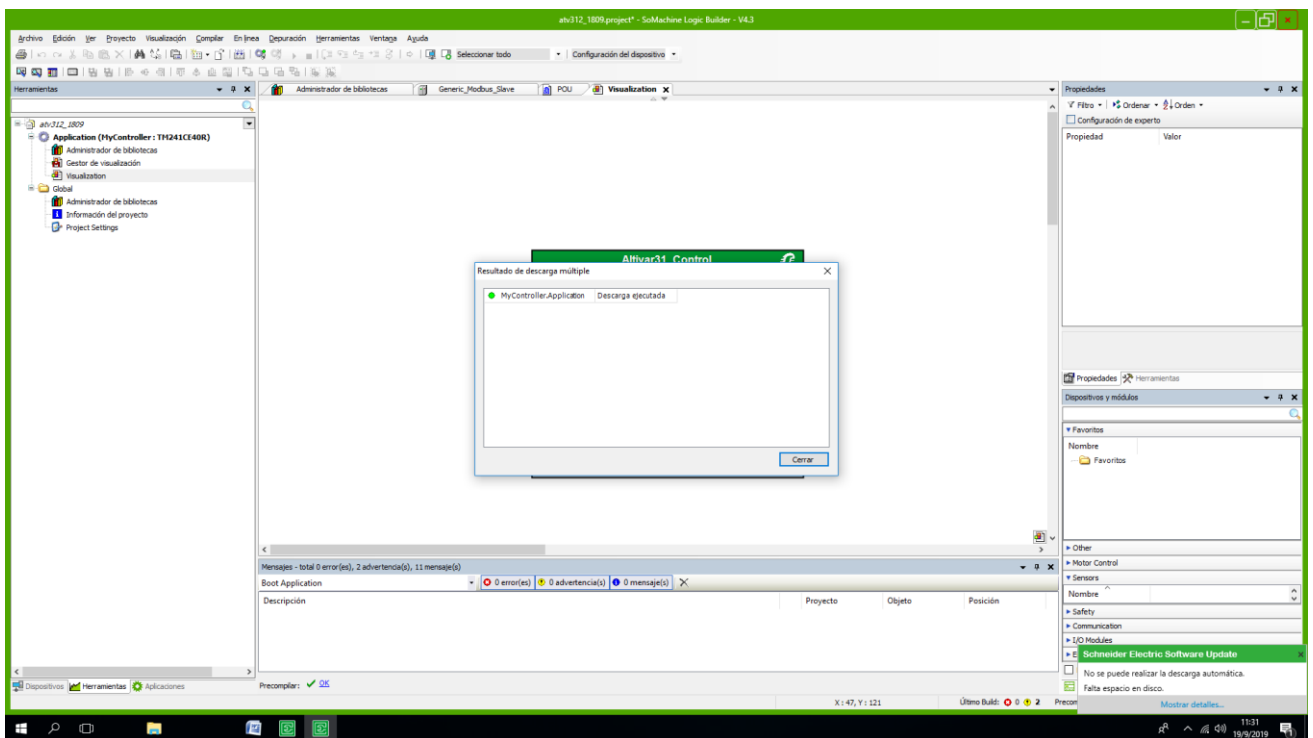 atv312_1809.project* - SoMachine Logic Builder - V4.3
Archivo Edición Ver Proyecto Visualización Compilar En línea Depuración Herramientas Ventana Ayuda
Seleccionar todo Configuración del dispositivo
Herramientas
Administrador de bibliotecas Generic_Modbus_Slave POU Visualization
Propiedades
Filtro Ordenar Orden
Configuración de experto
Propiedad Valor
atv312_1809
Application (MyController : TM241CE40R)
Administrador de bibliotecas
Gestor de visualización
Visualization
Global
Administrador de bibliotecas
Información del proyecto
Project Settings
Altivar31_Control
Resultado de descarga múltiple
MyController.Application Descarga ejecutada
Cerrar
Propiedades Herramientas
Dispositivos y módulos
Favoritos
Nombre
Favoritos
Other
Motor Control
Sensors
Nombre
Safety
Communication
I/O Modules
E
Mensajes - total 0 error(es), 2 advertencia(s), 11 mensaje(s)
Boot Application 0 error(es) 0 advertencia(s) 0 mensaje(s)
Descripción Proyecto Objeto Posición
Schneider Electric Software Update
No se puede realizar la descarga automática.
Falta espacio en disco.
Mostrar detalles...
Dispositivos Herramientas Aplicaciones
Precompilar: OK
X : 47, Y : 121 Último Build: 0 2 Precom
11:31
19/9/2019